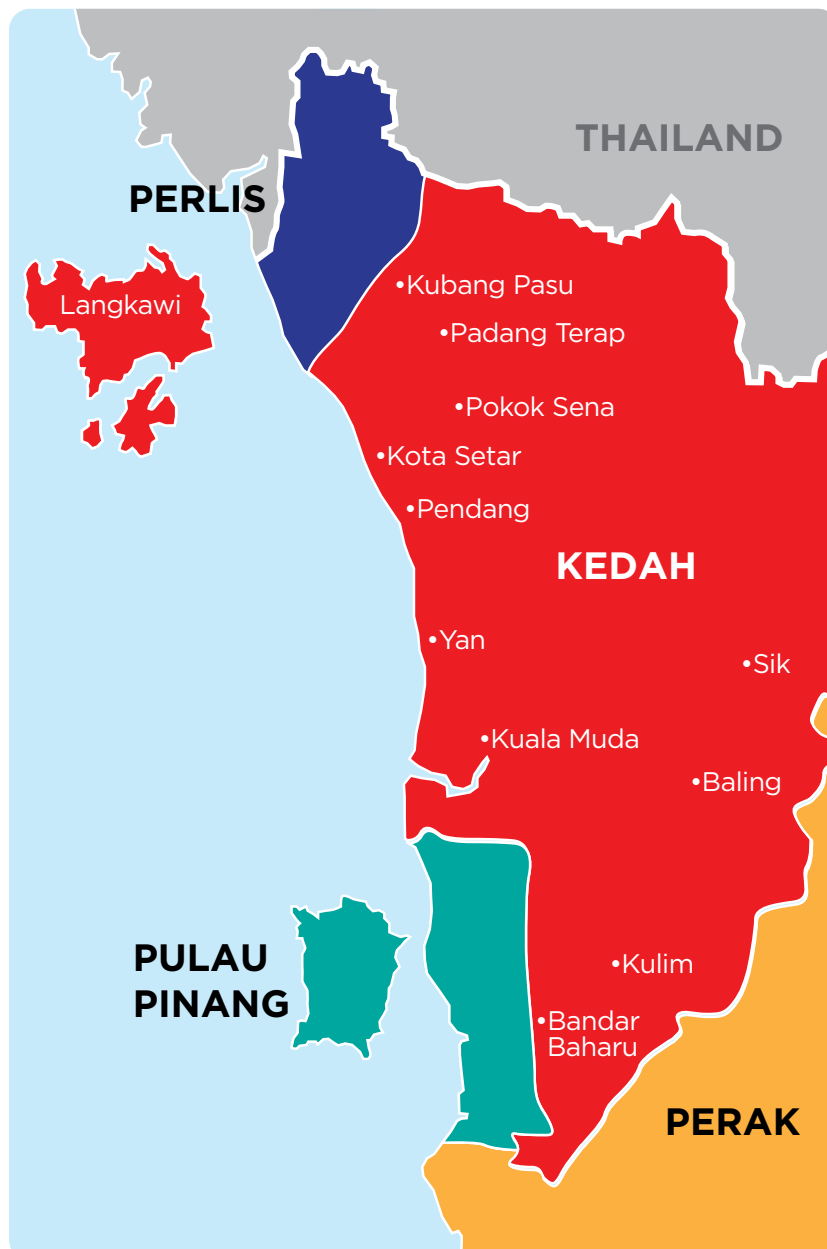 THAILAND
PERLIS
Langkawi
•Kubang Pasu
•Padang Terap
•Pokok Sena
•Kota Setar
•Pendang
KEDAH
•Yan
•Sik
•Kuala Muda
•Baling
PULAU
PINANG
•Kulim
•Bandar
Baharu
PERAK